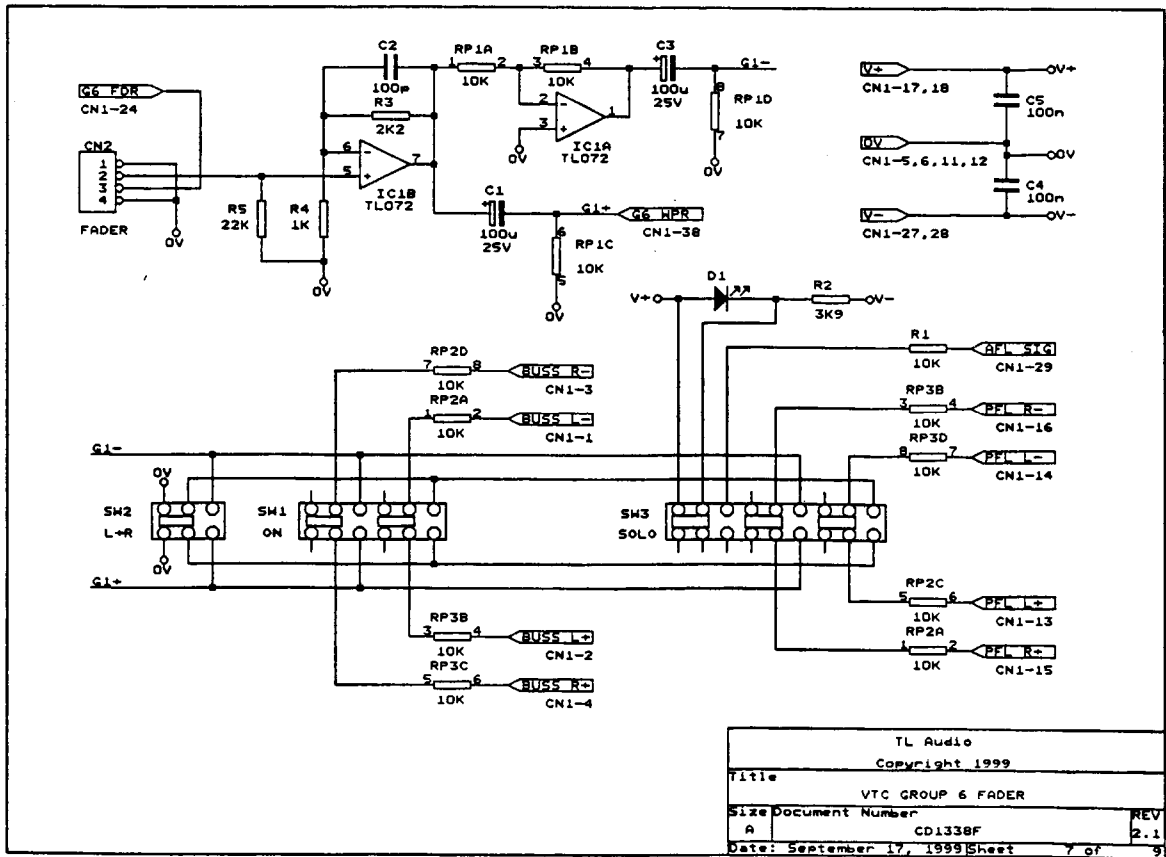 G6 FDR
CN1-24
CN2
1
2
3
4
FADER
0V
R5
22K
R4
1K
0V
C2
100p
R3
2K2
6
5
7
IC1B
TL072
1 RP1A 2
10K
3 RP1B 4
10K
2
3
1
IC1A
TL072
0V
C3
100u
25V
G1-
8
RP1D
10K
7
0V
C1
100u
25V
G1+
G6 WPR
CN1-38
6
RP1C
10K
5
0V
V+
CN1-17,18
V+
C5
100n
0V
CN1-5,6,11,12
0V
C4
100n
V-
CN1-27,28
V-
V+
D1
R2
3K9
V-
R1
10K
AFL SIG
CN1-29
RP3B
3 4
10K
PFL R-
CN1-16
RP3D
8 7
10K
PFL L-
CN1-14
RP2D
7 8
10K
BUSS R-
CN1-3
RP2A
1 2
10K
BUSS L-
CN1-1
G1-
0V
SW2
L+R
0V
SW1
ON
SW3
SOLO
G1+
RP3B
3 4
10K
BUSS L+
CN1-2
RP3C
5 6
10K
BUSS R+
CN1-4
RP2C
5 6
10K
PFL L+
CN1-13
RP2A
1 2
10K
PFL R+
CN1-15
TL Audio
Copyright 1999
Title
VTC GROUP 6 FADER
Size Document Number REV
A CD1338F 2.1
Date: September 17, 1999 Sheet 7 of 9